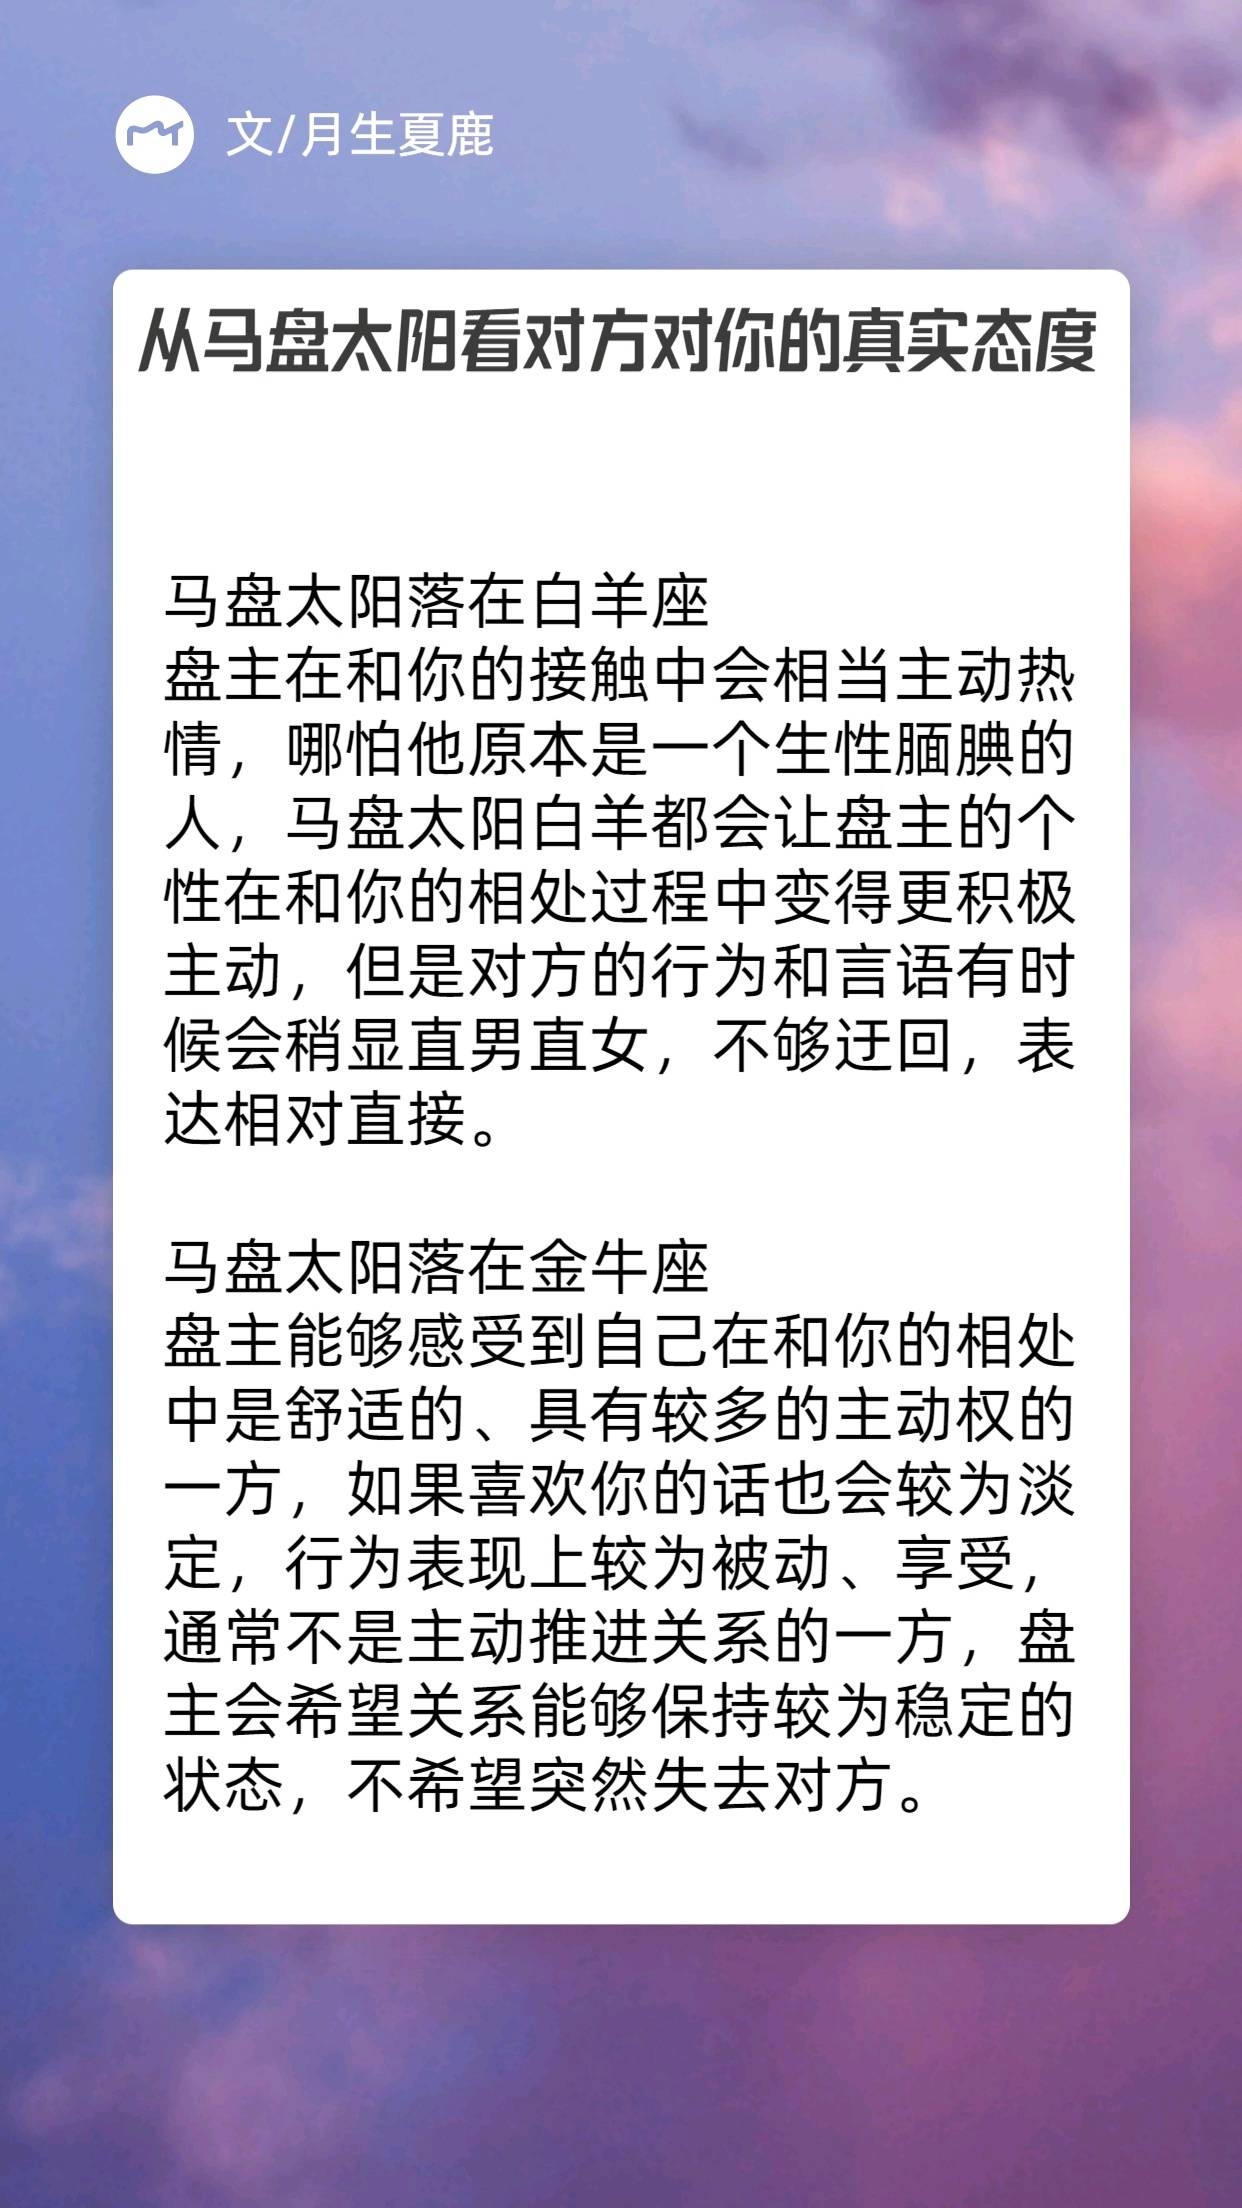 文/月生夏鹿
从马盘太阳看对方对你的真实态度
马盘太阳落在白羊座
盘主在和你的接触中会相当主动热
情，哪怕他原本是一个生性腼腆的
人，马盘太阳白羊都会让盘主的个
性在和你的相处过程中变得更积极
主动，但是对方的行为和言语有时
候会稍显直男直女，不够迂回，表
达相对直接。
马盘太阳落在金牛座
盘主能够感受到自己在和你的相处
中是舒适的、具有较多的主动权的
一方，如果喜欢你的话也会较为淡
定，行为表现上较为被动、享受，
通常不是主动推进关系的一方，盘
主会希望关系能够保持较为稳定的
状态，不希望突然失去对方。